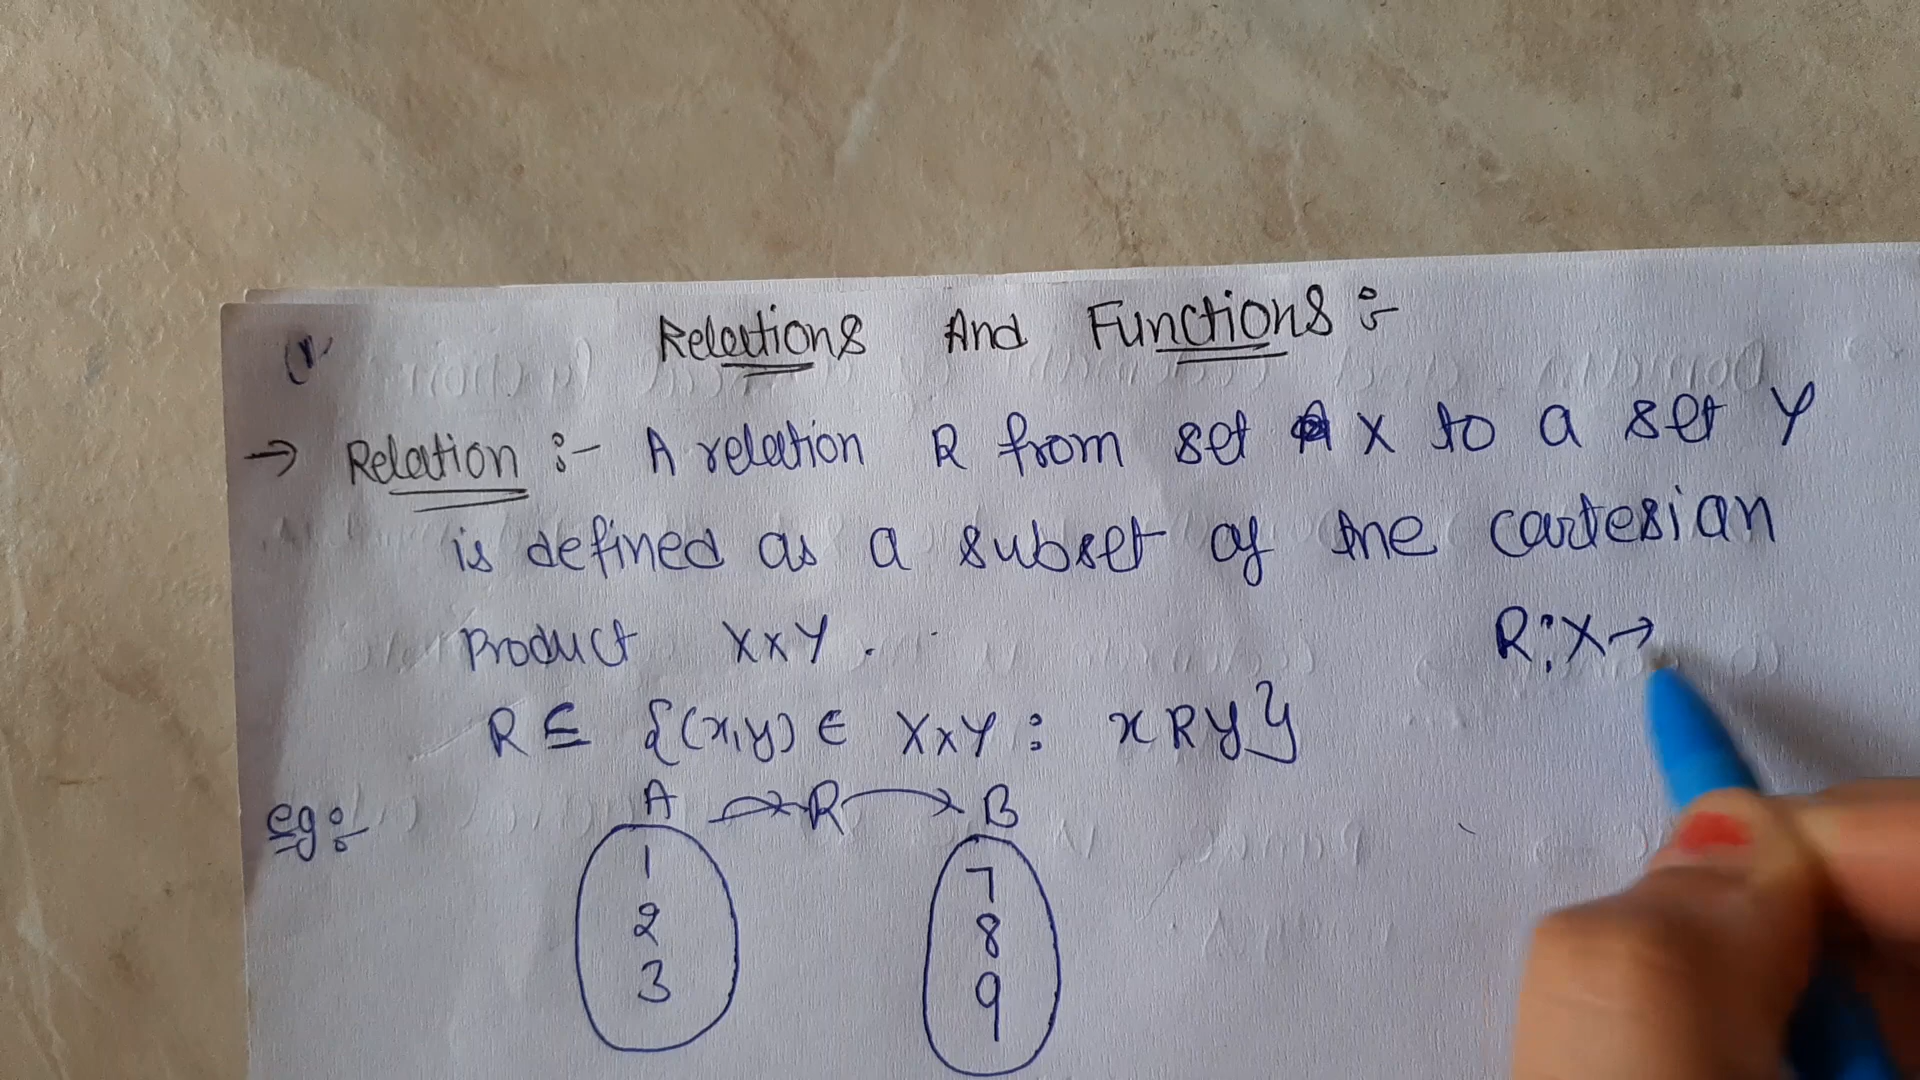 Relations And Functions :-
→ Relation :- A relation R from set X to a set Y
is defined as a subset of the cartesian
Product X×Y.
R:X→
R ⊆ {(x,y) ∈ X×Y : x R y}
eg:- A → R → B
1 7
2 8
3 9